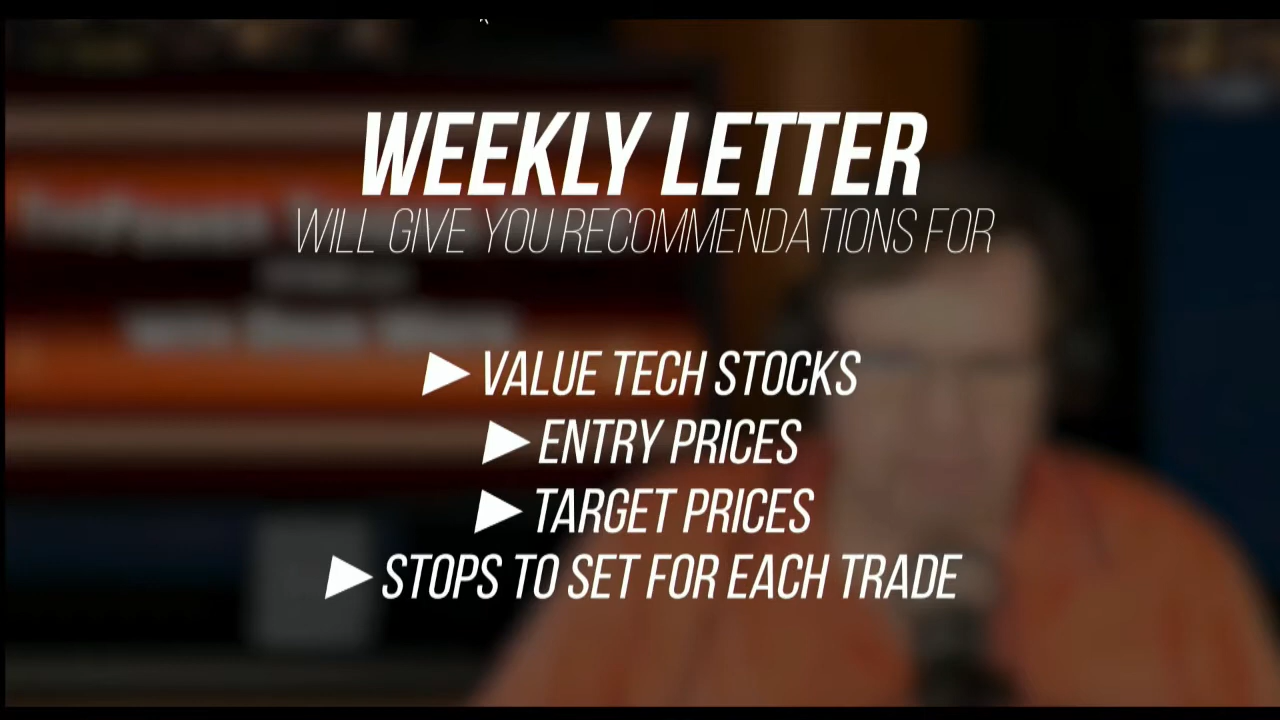 WEEKLY LETTER
WILL GIVE YOU RECOMMENDATIONS FOR
▶ VALUE TECH STOCKS
▶ ENTRY PRICES
▶ TARGET PRICES
▶ STOPS TO SET FOR EACH TRADE